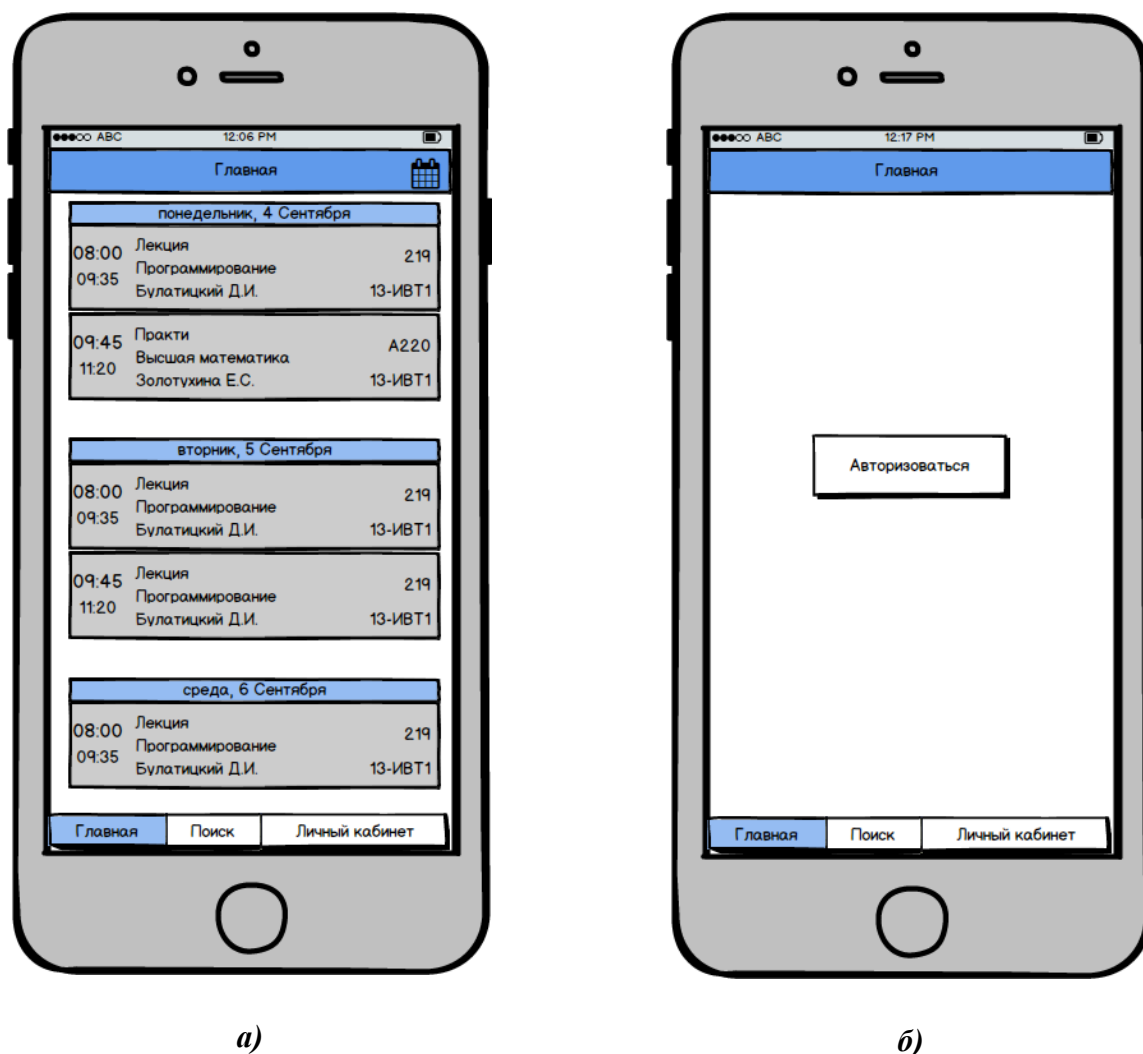 ABC 12:06 PM
Главная
понедельник, 4 Сентября
08:00 Лекция 219
09:35 Программирование
Булатицкий Д.И. 13-ИВТ1
09:45 Практи А220
11:20 Высшая математика
Золотухина Е.С. 13-ИВТ1
вторник, 5 Сентября
08:00 Лекция 219
09:35 Программирование
Булатицкий Д.И. 13-ИВТ1
09:45 Лекция 219
11:20 Программирование
Булатицкий Д.И. 13-ИВТ1
среда, 6 Сентября
08:00 Лекция 219
09:35 Программирование
Булатицкий Д.И. 13-ИВТ1
Главная Поиск Личный кабинет
а)
ABC 12:17 PM
Главная
Авторизоваться
Главная Поиск Личный кабинет
б)